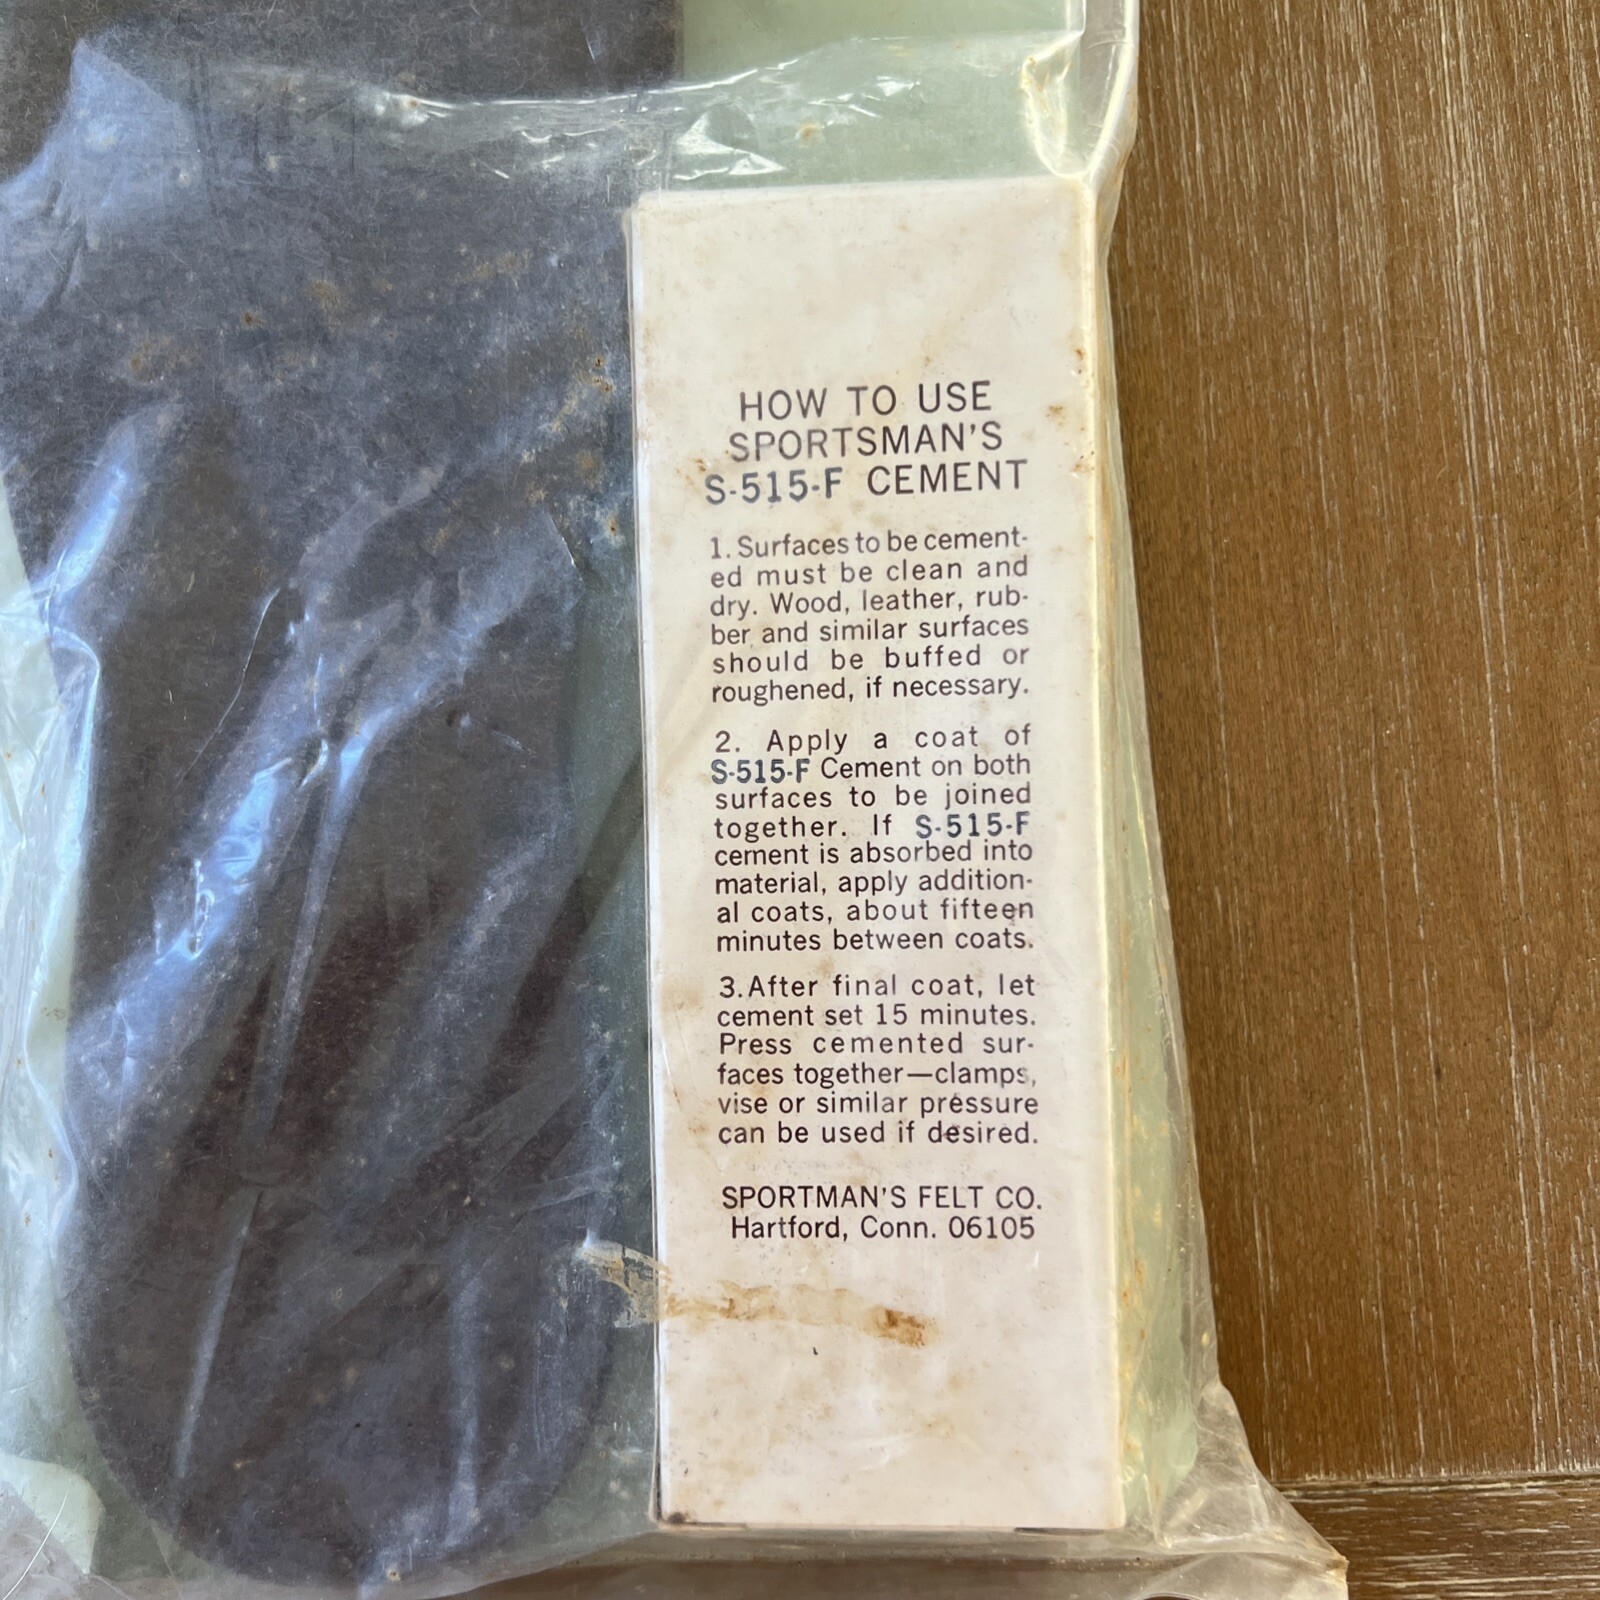 HOW TO USE
SPORTSMAN'S
S-515-F CEMENT
1. Surfaces to be cement-
ed must be clean and
dry. Wood, leather, rub-
ber and similar surfaces
should be buffed or
roughened, if necessary.
2. Apply a coat of
S-515-F Cement on both
surfaces to be joined
together. If S-515-F
cement is absorbed into
material, apply addition-
al coats, about fifteen
minutes between coats.
3. After final coat, let
cement set 15 minutes.
Press cemented sur-
faces together—clamps,
vise or similar pressure
can be used if desired.
SPORTMAN'S FELT CO.
Hartford, Conn. 06105